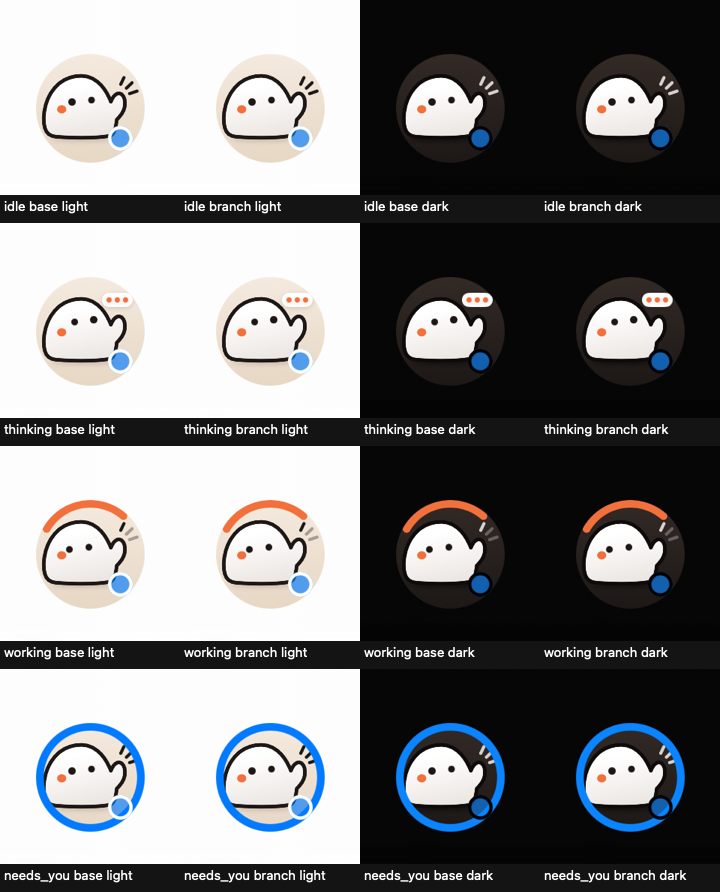 idle base light
idle branch light
idle base dark
idle branch dark
thinking base light
thinking branch light
thinking base dark
thinking branch dark
working base light
working branch light
working base dark
working branch dark
needs_you base light
needs_you branch light
needs_you base dark
needs_you branch dark